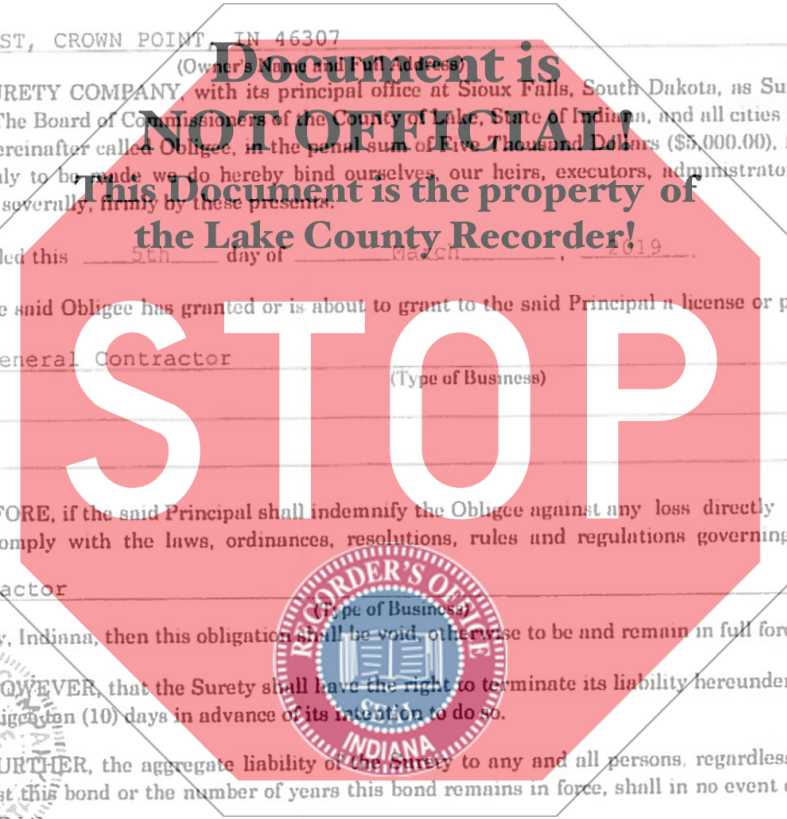 ST, CROWN POINT, IN 46307
Document is
(Owner's Name and Full Address)
URETY COMPANY, with its principal office at Sioux Falls, South Dakota, as Su
The Board of Commissioners of the County of Lake, State of Indiana, and all cities
NOT OFFICIAL!
ereinafter called Obligee, in the penal sum of Five Thousand Dollars ($5,000.00),
ly to be made we do hereby bind ourselves, our heirs, executors, administrato
This Document is the property of
severally, firmly by these presents.
the Lake County Recorder!
led this 5th day of March, 2019.
e said Obligee has granted or is about to grant to the said Principal a license or p
eneral Contractor
(Type of Business)
STOP
FORE, if the said Principal shall indemnify the Obligee against any loss directly
omply with the laws, ordinances, resolutions, rules and regulations governing
actor
RECORDER'S OFFICE
(Type of Business)
y, Indiana, then this obligation shall be void, otherwise to be and remain in full for
OWEVER, that the Surety shall have the right to terminate its liability hereunder
ligee ten (10) days in advance of its intention to do so.
SEAL
INDIANA
URTHER, the aggregate liability of the Surety to any and all persons, regardless
st this bond or the number of years this bond remains in force, shall in no event